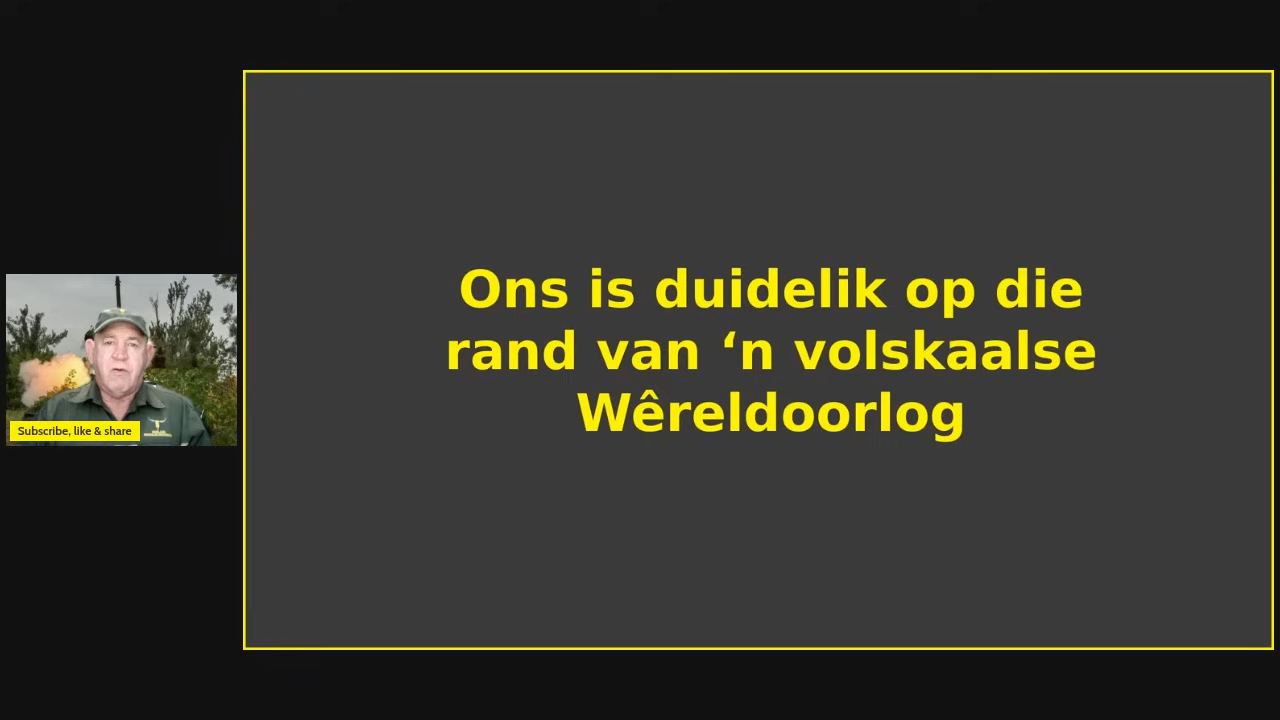 Ons is duidelik op die
rand van ‘n volskaalse
Wêreldoorlog
Subscribe, like & share